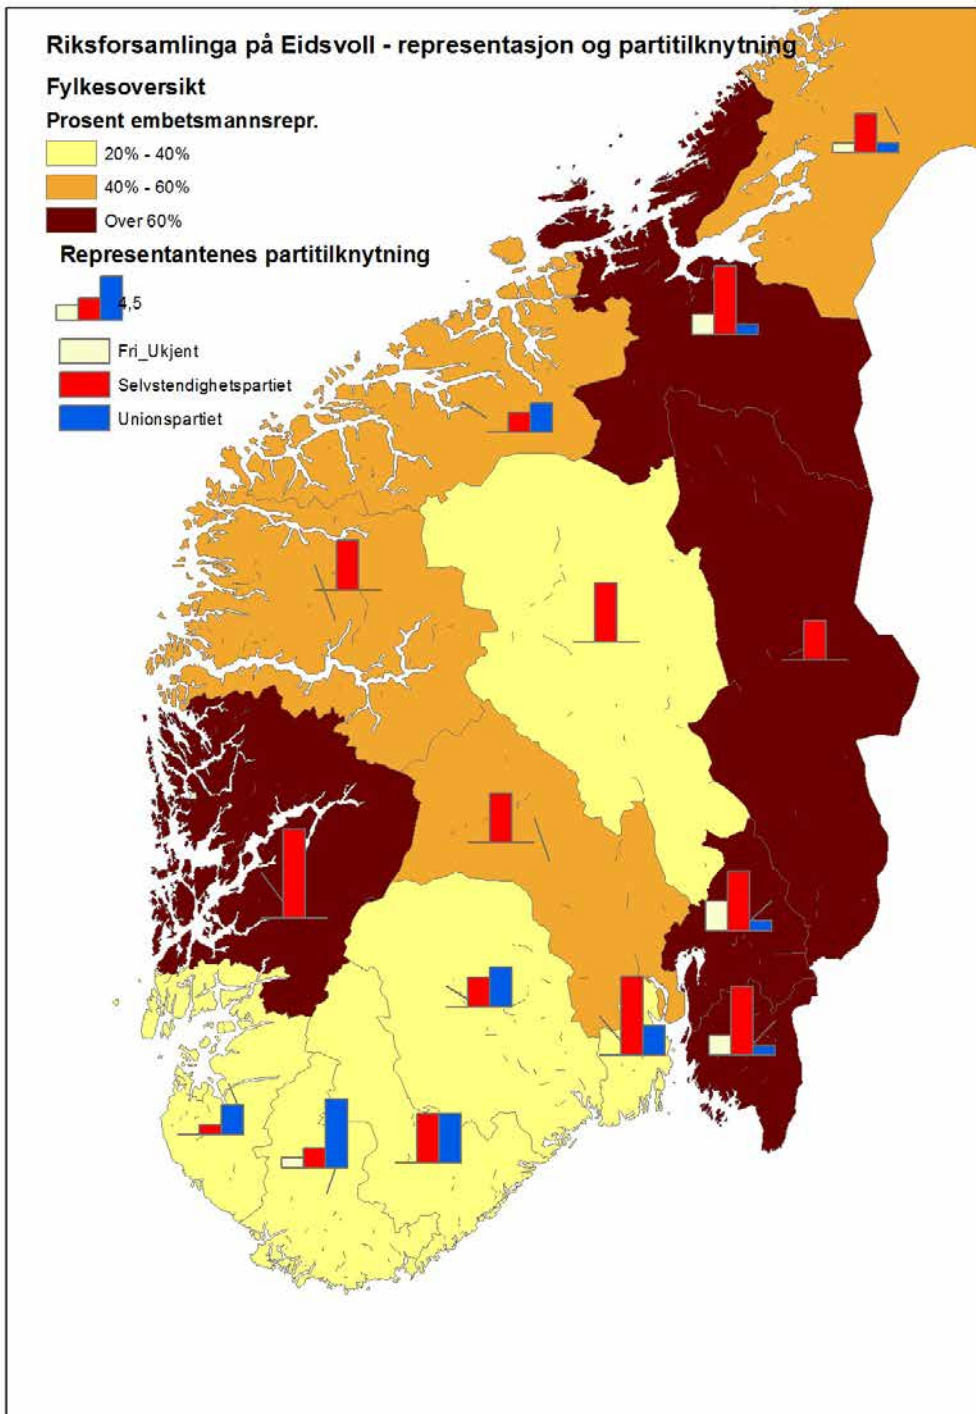 Riksforsamlinga på Eidsvoll - representasjon og partitilknytning
Fylkesoversikt
Prosent embetsmannsrepr.
20% - 40%
40% - 60%
Over 60%
Representantenes partitilknytning
4,5
Fri_Ukjent
Selvstendighetspartiet
Unionspartiet